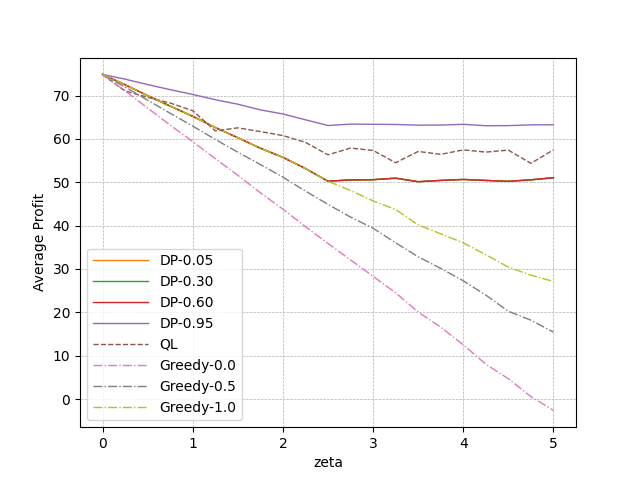 70
60
50
40
30
20
10
0
Average Profit
DP-0.05
DP-0.30
DP-0.60
DP-0.95
QL
Greedy-0.0
Greedy-0.5
Greedy-1.0
0 1 2 3 4 5
zeta